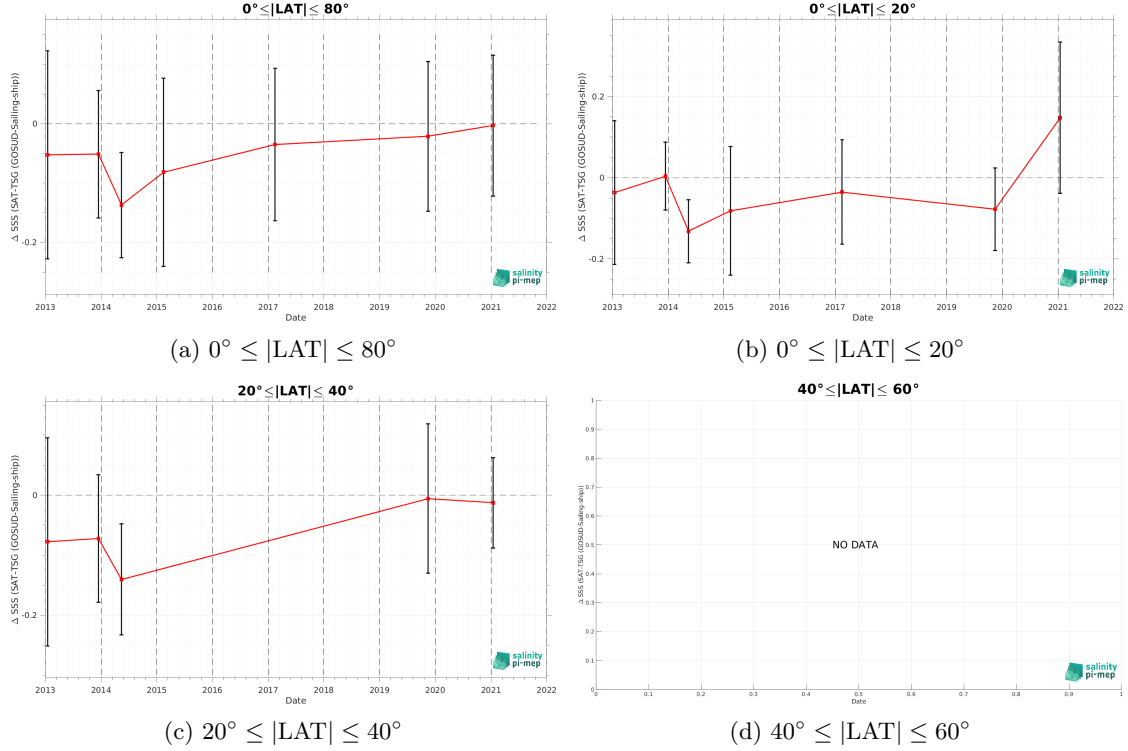 0°≤|LAT|≤ 80°
Δ SSS (SAT-TSG (GOSUD-Sailing-ship))
0
-0.2
2013 2014 2015 2016 2017 2018 2019 2020 2021 2022
Date
salinity
pi-mep
(a) 0° ≤ |LAT| ≤ 80°
0°≤|LAT|≤ 20°
Δ SSS (SAT-TSG (GOSUD-Sailing-ship))
0.2
0
-0.2
2013 2014 2015 2016 2017 2018 2019 2020 2021 2022
Date
salinity
pi-mep
(b) 0° ≤ |LAT| ≤ 20°
20°≤|LAT|≤ 40°
Δ SSS (SAT-TSG (GOSUD-Sailing-ship))
0
-0.2
2013 2014 2015 2016 2017 2018 2019 2020 2021 2022
Date
salinity
pi-mep
(c) 20° ≤ |LAT| ≤ 40°
40°≤|LAT|≤ 60°
Δ SSS (SAT-TSG (GOSUD-Sailing-ship))
1
0.9
0.8
0.7
0.6
0.5
0.4
0.3
0.2
0.1
0
NO DATA
0 0.1 0.2 0.3 0.4 0.5 0.6 0.7 0.8 0.9 1
Date
salinity
pi-mep
(d) 40° ≤ |LAT| ≤ 60°